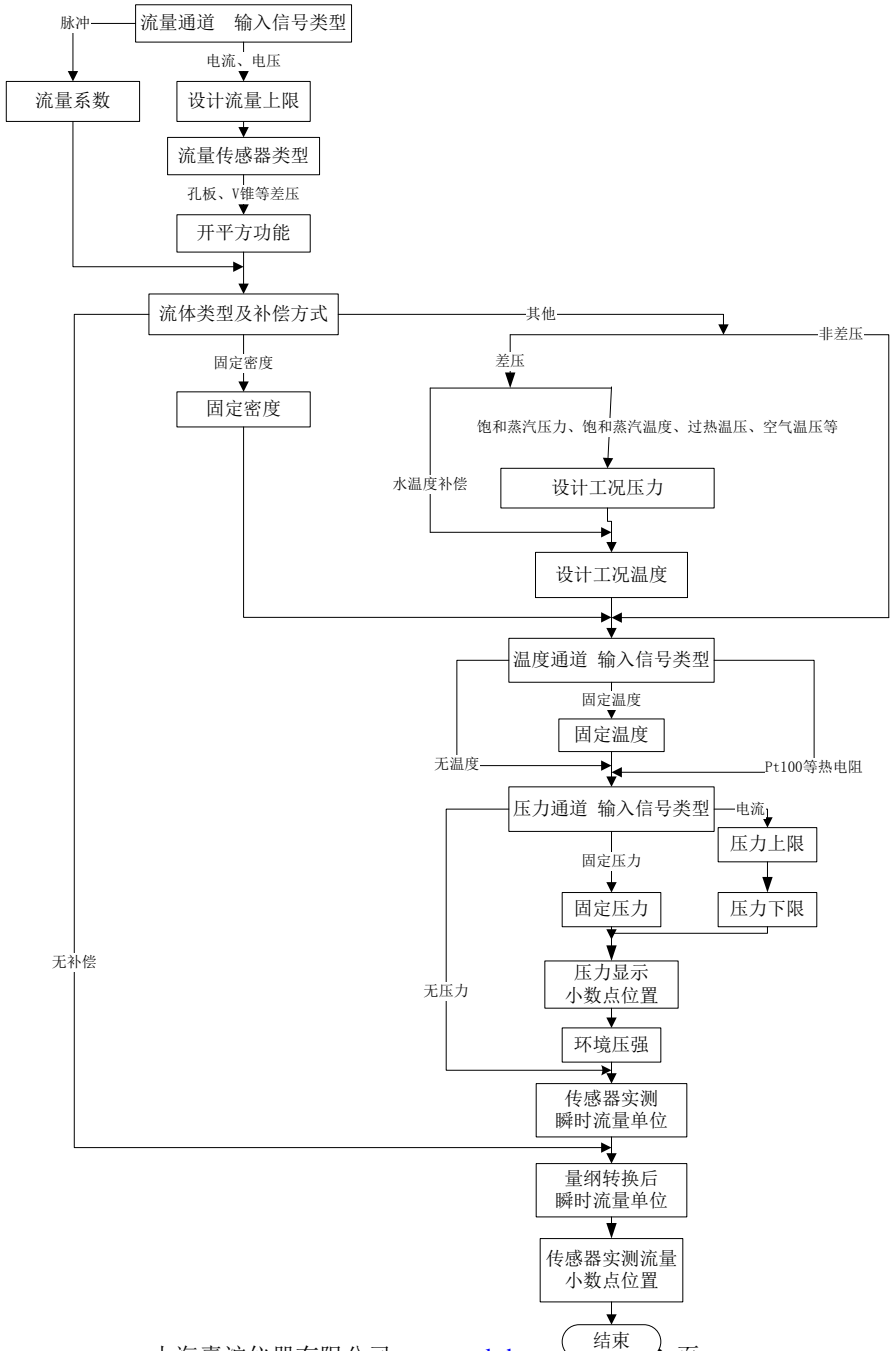 脉冲
流量通道 输入信号类型
电流、电压
流量系数
设计流量上限
流量传感器类型
孔板、V锥等差压
开平方功能
流体类型及补偿方式
其他
非差压
固定密度
差压
固定密度
饱和蒸汽压力、饱和蒸汽温度、过热温压、空气温压等
水温度补偿
设计工况压力
设计工况温度
温度通道 输入信号类型
固定温度
固定温度
无温度
Pt100等热电阻
压力通道 输入信号类型
电流
压力上限
固定压力
固定压力
压力下限
无补偿
压力显示
小数点位置
无压力
环境压强
传感器实测
瞬时流量单位
量纲转换后
瞬时流量单位
传感器实测流量
小数点位置
结束